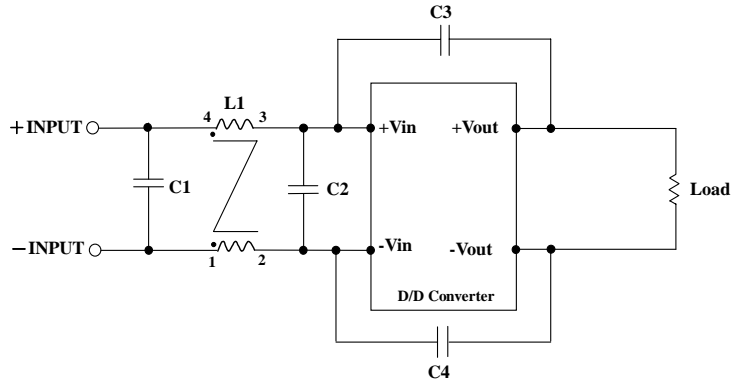 C3
L1
4 3
+INPUT
+Vin +Vout
C1
C2
Load
−INPUT
1 2
-Vin -Vout
D/D Converter
C4